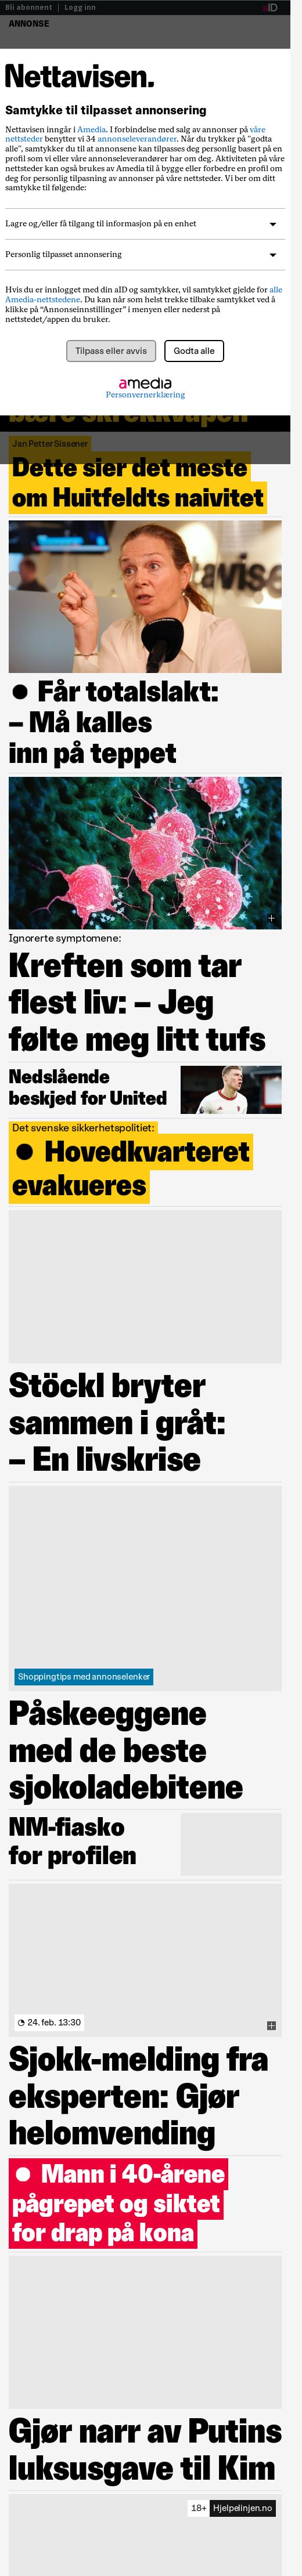 Bli abonnent | Logg inn
aID
ANNONSE
Nettavisen.
Samtykke til tilpasset annonsering
Nettavisen inngår i Amedia. I forbindelse med salg av annonser på våre
nettsteder benytter vi 34 annonseleverandører. Når du trykker på "godta
alle", samtykker du til at annonsene kan tilpasses deg personlig basert på en
profil som vi eller våre annonseleverandører har om deg. Aktiviteten på våre
nettsteder kan også brukes av Amedia til å bygge eller forbedre en profil om
deg for personlig tilpasning av annonser på våre nettsteder. Vi ber om ditt
samtykke til følgende:
Lagre og/eller få tilgang til informasjon på en enhet
Personlig tilpasset annonsering
Hvis du er innlogget med din aID og samtykker, vil samtykket gjelde for alle
Amedia-nettstedene. Du kan når som helst trekke tilbake samtykket ved å
klikke på “Annonseinnstillinger” i menyen eller nederst på
nettstedet/appen du bruker.
Tilpass eller avvis
Godta alle
amedia
Personvernerklæring
bære skrekkvåpen
Jan Petter Sissener
Dette sier det meste
om Huitfeldts naivitet
Får totalslakt:
– Må kalles
inn på teppet
Ignorerte symptomene:
Kreften som tar
flest liv: – Jeg
følte meg litt tufs
Nedslående
beskjed for United
Det svenske sikkerhetspolitiet:
Hovedkvarteret
evakueres
Stöckl bryter
sammen i gråt:
– En livskrise
Shoppingtips med annonselenker
Påskeeggene
med de beste
sjokoladebitene
NM-fiasko
for profilen
24. feb. 13:30
Sjokk-melding fra
eksperten: Gjør
helomvending
Mann i 40-årene
pågrepet og siktet
for drap på kona
Gjør narr av Putins
luksusgave til Kim
18+ Hjelpelinjen.no